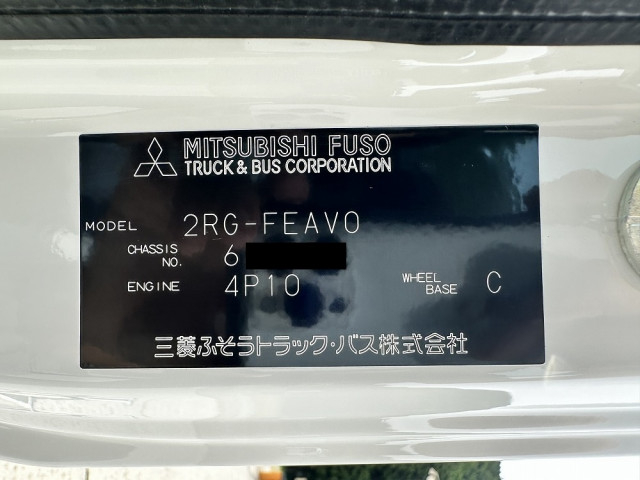 MITSUBISHI FUSO
TRUCK & BUS CORPORATION
MODEL 2RG-FEAV0
CHASSIS NO. 6
ENGINE 4P10 WHEEL BASE C
三菱ふそうトラック・バス株式会社